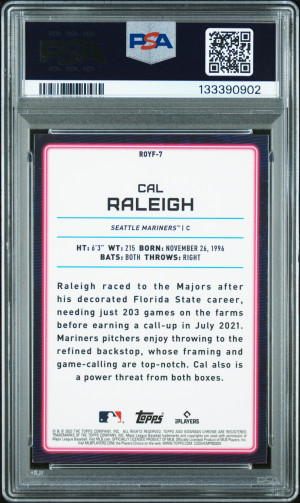 PSA
133390902
ROYF-7
CAL
RALEIGH
SEATTLE MARINERS™ | C
HT: 6'3" WT: 215 BORN: NOVEMBER 26, 1996
BATS: BOTH THROWS: RIGHT
Raleigh raced to the Majors after
his decorated Florida State career,
needing just 203 games on the
farms before earning a call-up in July 2021.
Mariners pitchers enjoy throwing to the
refined backstop, whose framing and
game-calling are top-notch. Cal also is
a power threat from both boxes.
Topps
PLAYERS